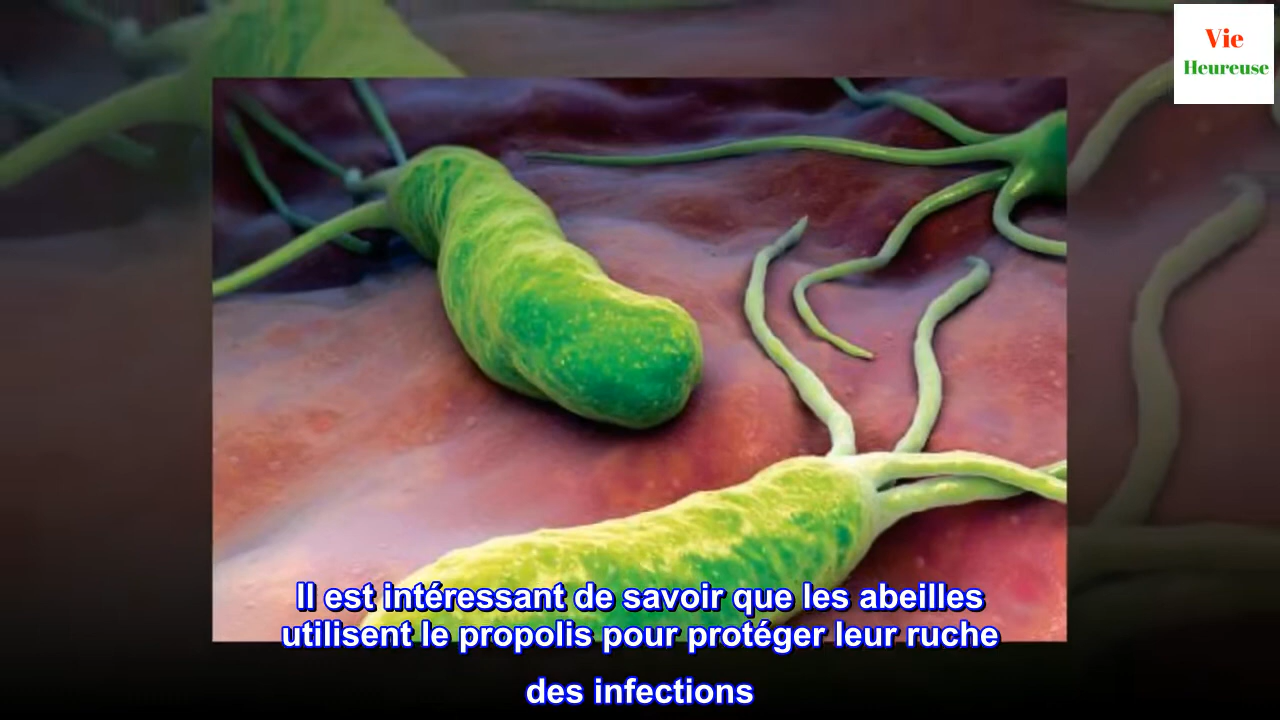 Vie
Heureuse
Il est intéressant de savoir que les abeilles
utilisent le propolis pour protéger leur ruche
des infections